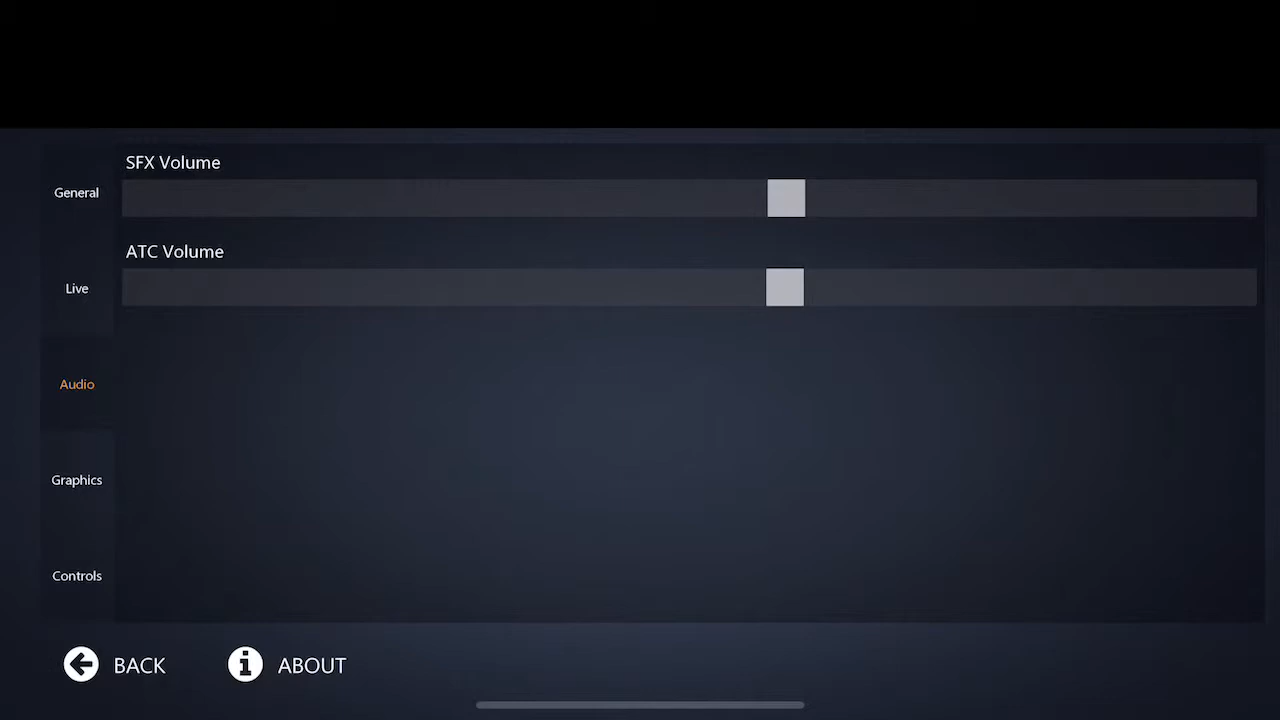 SFX Volume
General
ATC Volume
Live
Audio
Graphics
Controls
BACK
ABOUT